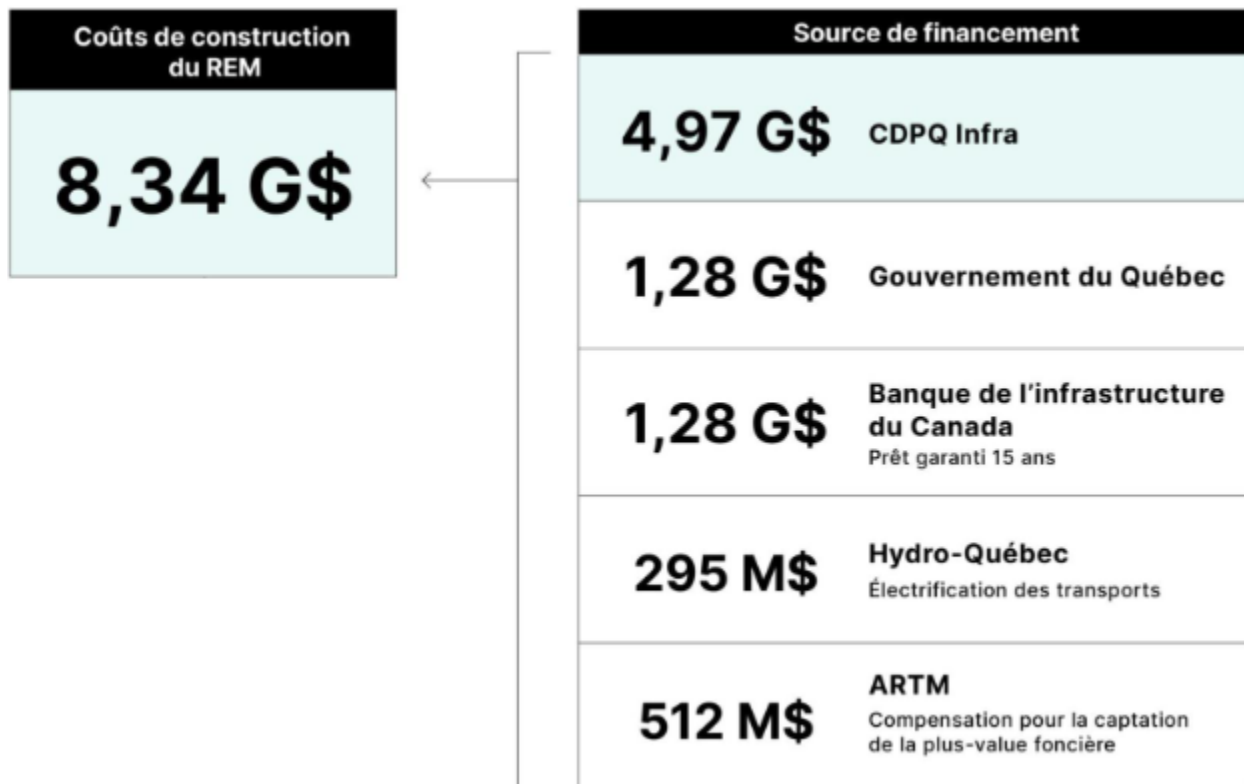 Coûts de construction
du REM
8,34 G$
Source de financement
4,97 G$ CDPQ Infra
1,28 G$ Gouvernement du Québec
1,28 G$ Banque de l’infrastructure
du Canada
Prêt garanti 15 ans
295 M$ Hydro-Québec
Électrification des transports
512 M$ ARTM
Compensation pour la captation
de la plus-value foncière